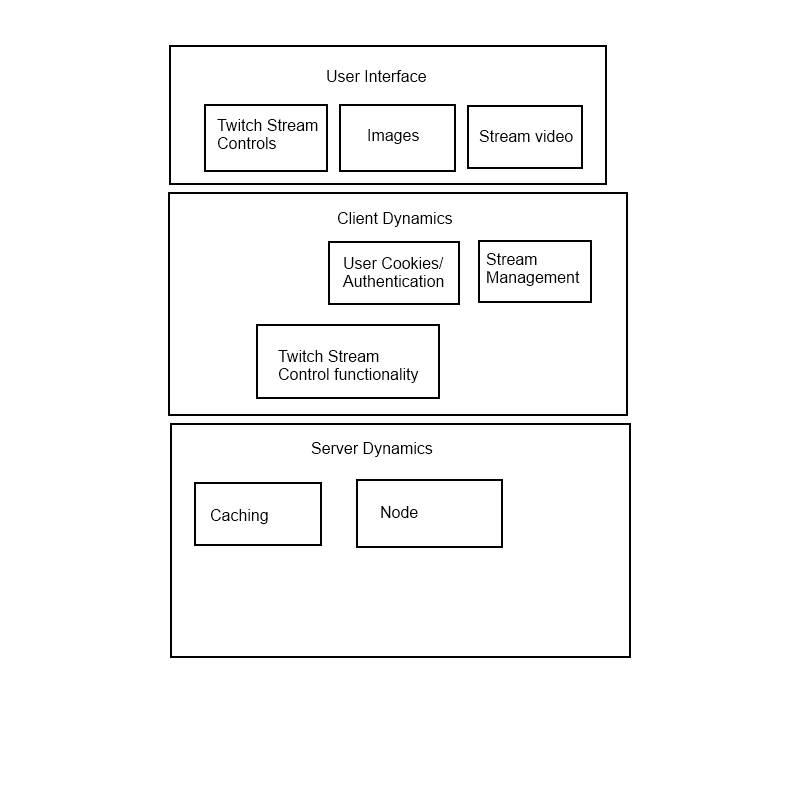 User Interface
Twitch Stream
Controls
Images
Stream video
Client Dynamics
User Cookies/
Authentication
Stream
Management
Twitch Stream
Control functionality
Server Dynamics
Caching
Node